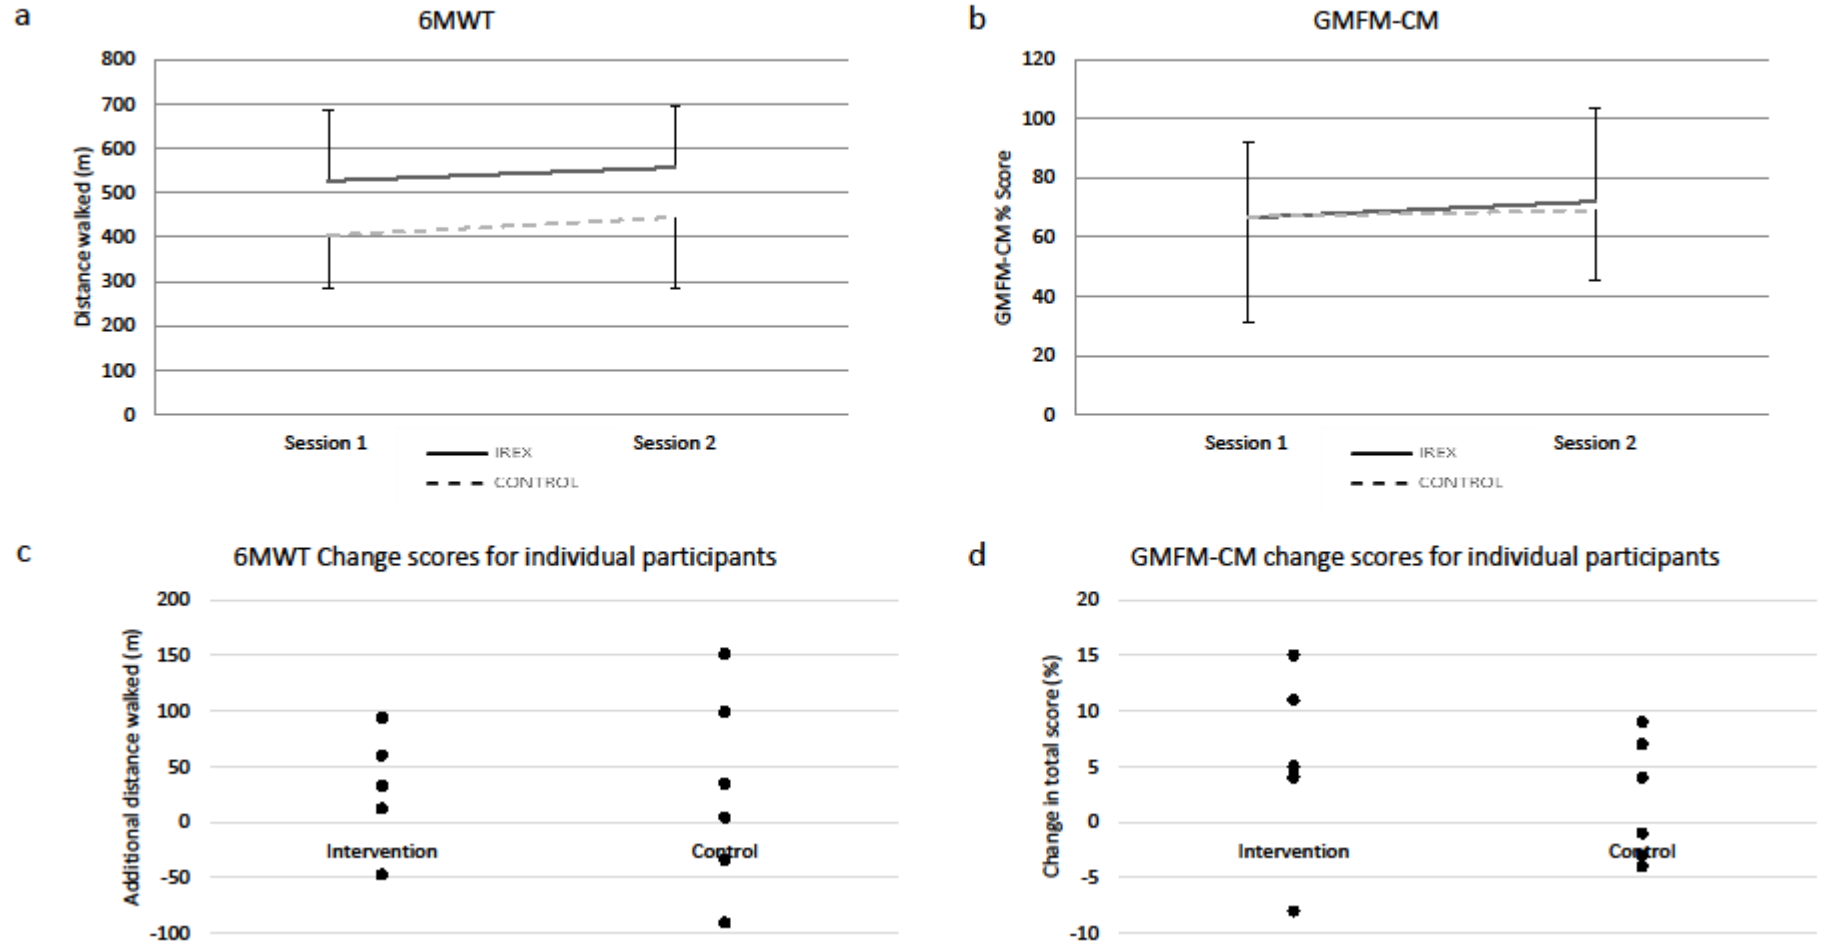 a
6MWT
800
700
600
500
400
300
200
100
0
Distance walked (m)
Session 1
Session 2
IREX
CONTROL
b
GMFM-CM
120
100
80
60
40
20
0
GMFM-CM % Score
Session 1
Session 2
IREX
CONTROL
c
6MWT Change scores for individual participants
200
150
100
50
0
-50
-100
Additional distance walked (m)
Intervention
Control
d
GMFM-CM change scores for individual participants
20
15
10
5
0
-5
-10
Change in total score (%)
Intervention
Control